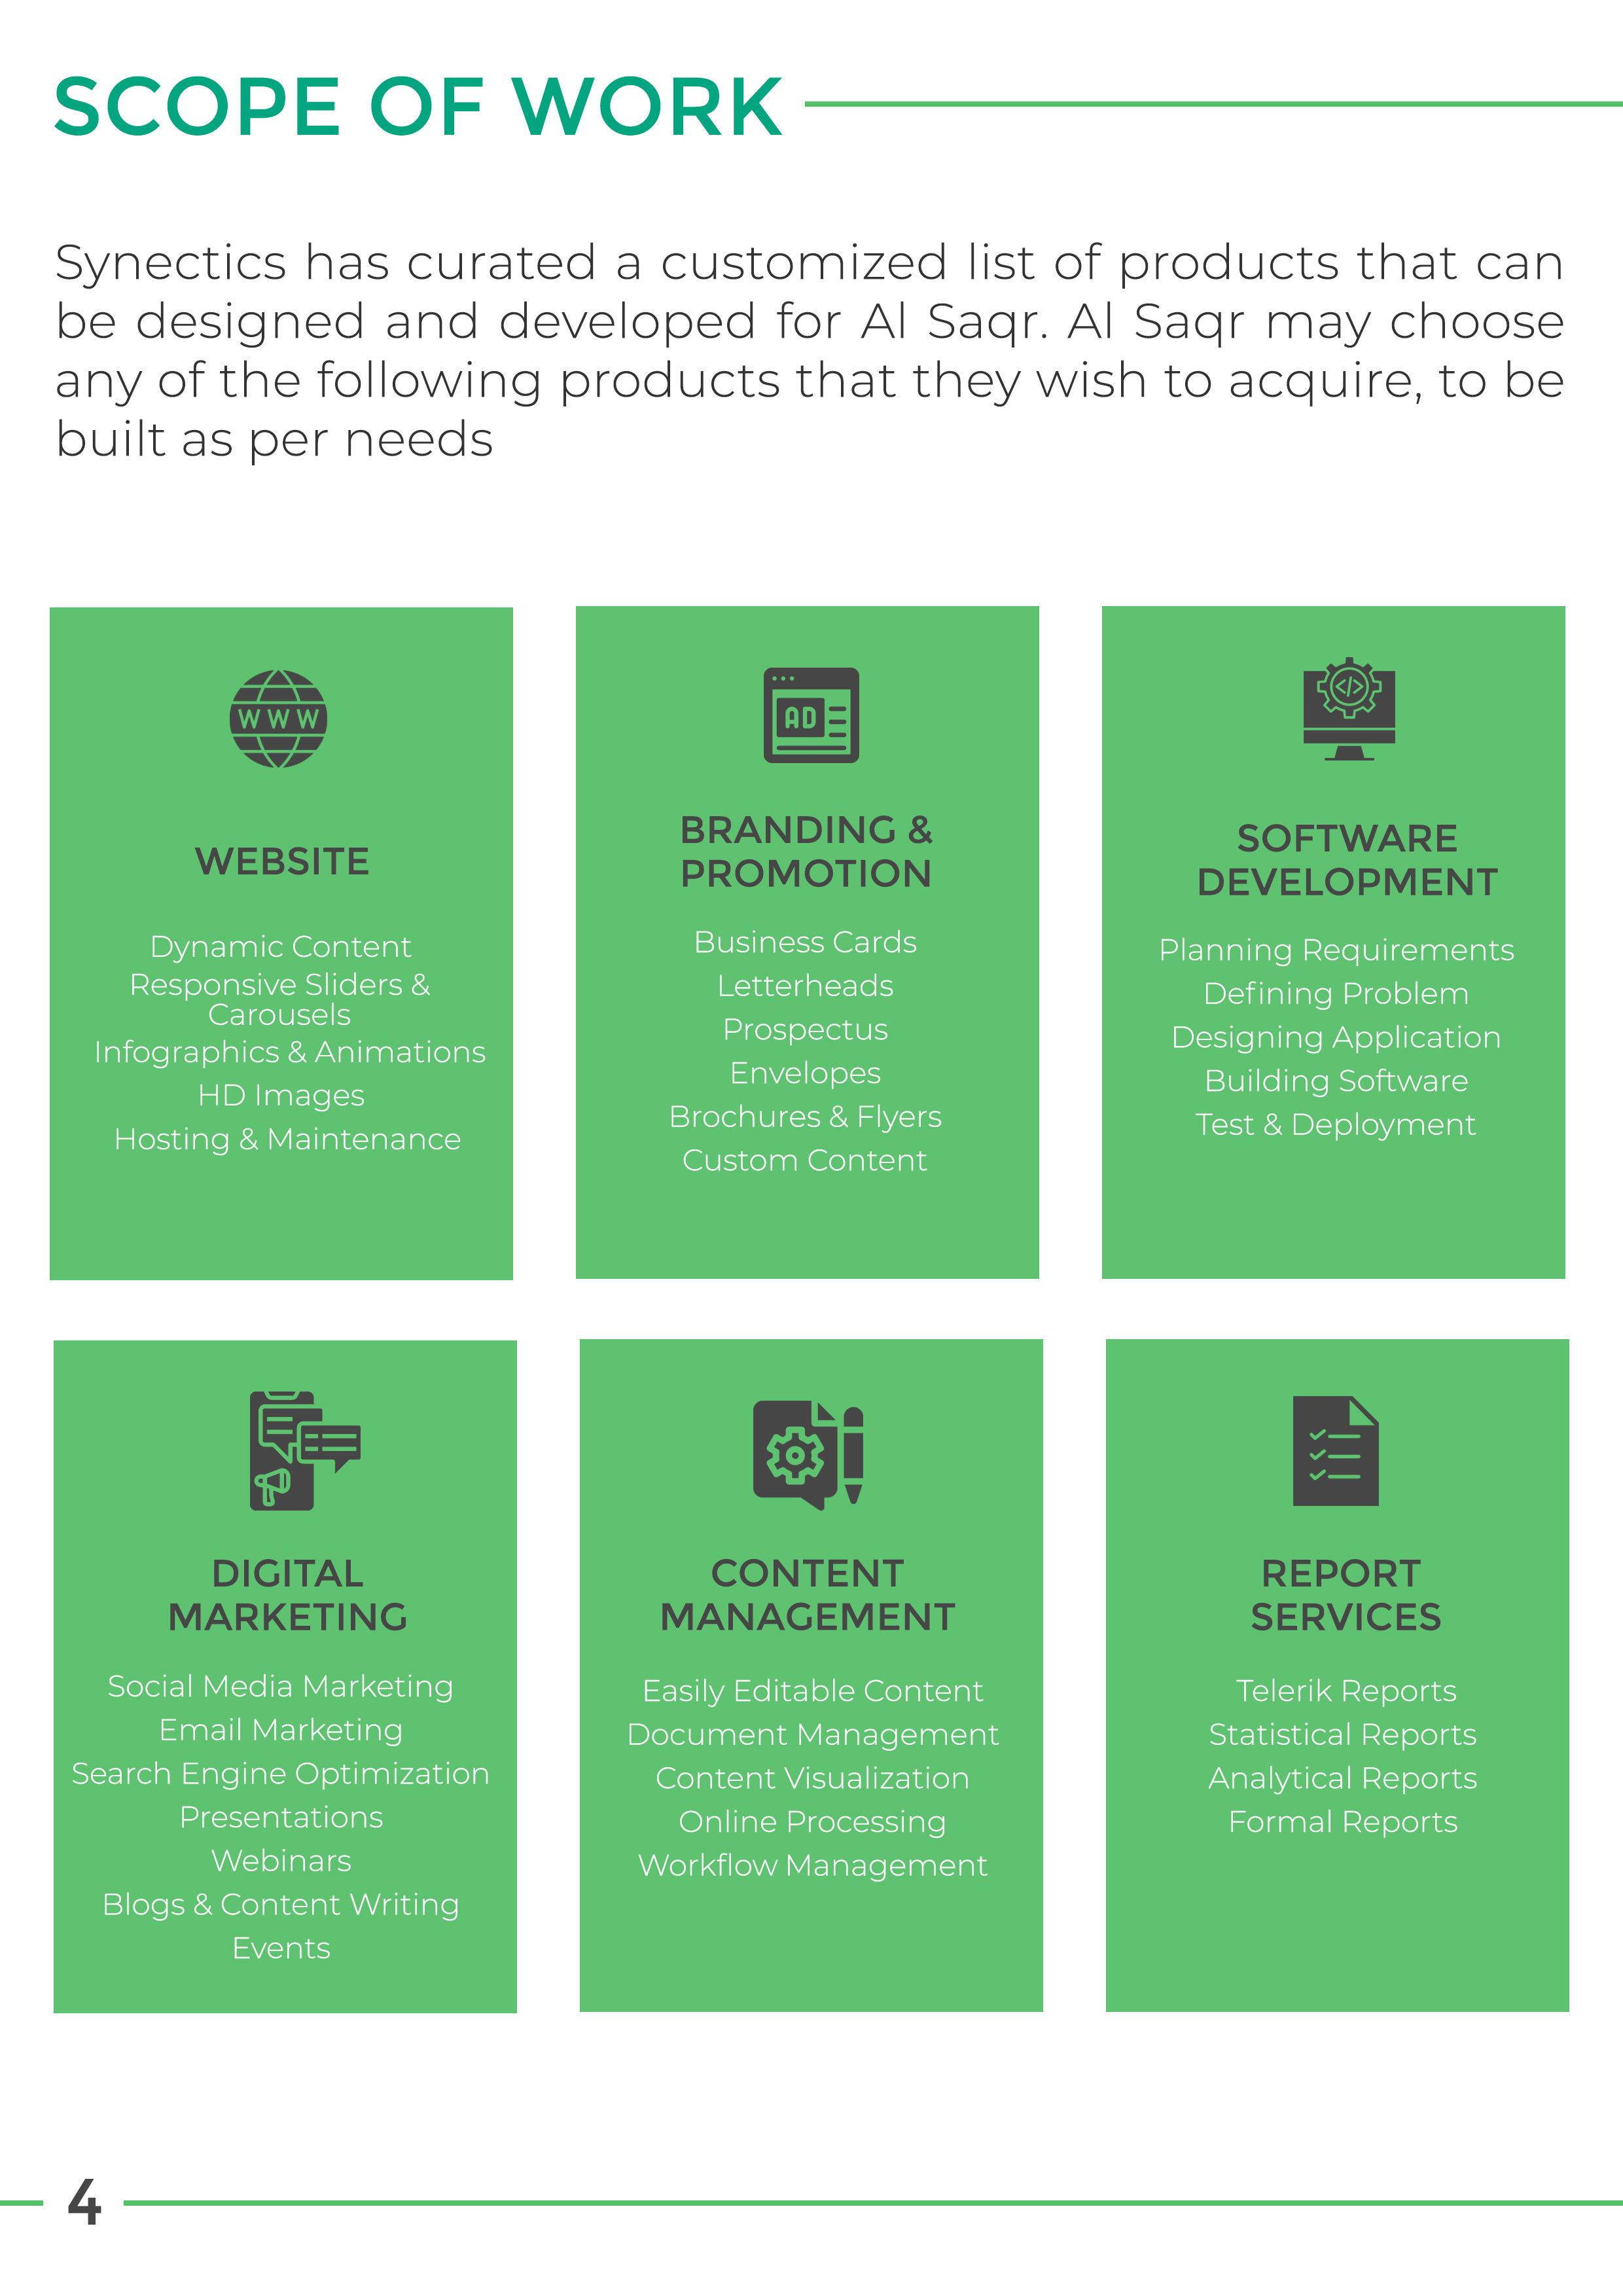 SCOPE OF WORK
Synectics has curated a customized list of products that can
be designed and developed for Al Saqr. Al Saqr may choose
any of the following products that they wish to acquire, to be
built as per needs
WWW
WEBSITE
Dynamic Content
Responsive Sliders &
Carousels
Infographics & Animations
HD Images
Hosting & Maintenance
AD
BRANDING &
PROMOTION
Business Cards
Letterheads
Prospectus
Envelopes
Brochures & Flyers
Custom Content
</>
SOFTWARE
DEVELOPMENT
Planning Requirements
Defining Problem
Designing Application
Building Software
Test & Deployment
DIGITAL
MARKETING
Social Media Marketing
Email Marketing
Search Engine Optimization
Presentations
Webinars
Blogs & Content Writing
Events
CONTENT
MANAGEMENT
Easily Editable Content
Document Management
Content Visualization
Online Processing
Workflow Management
REPORT
SERVICES
Telerik Reports
Statistical Reports
Analytical Reports
Formal Reports
4